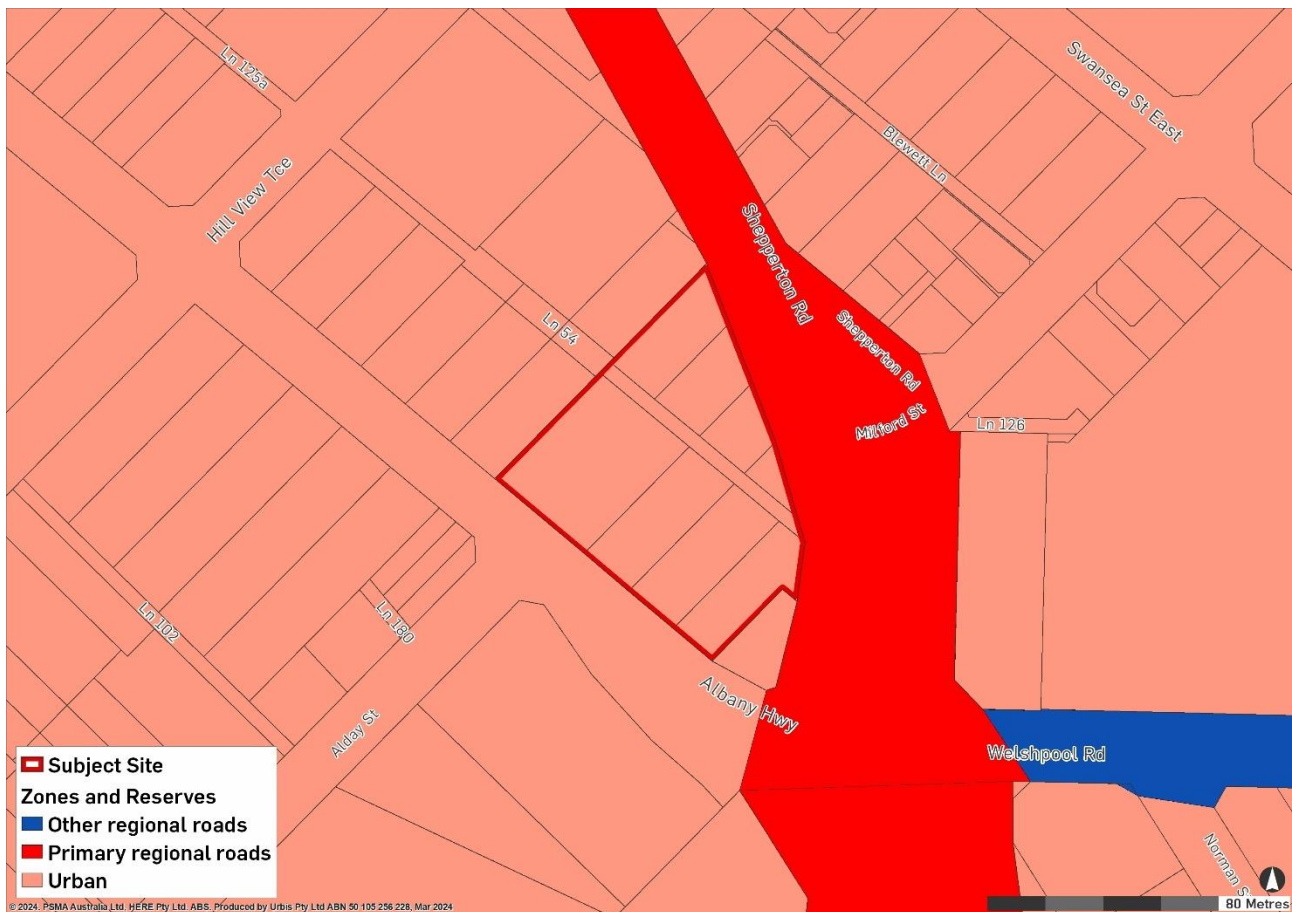 Ln 125a
Swansea St East
Blewett Ln
Hill View Tce
Shepperton Rd
Ln 54
Shepperton Rd
Milford St
Ln 126
Ln 102
Ln 180
Albany Hwy
Alday St
Welshpool Rd
Norman St
Subject Site
Zones and Reserves
Other regional roads
Primary regional roads
Urban
80 Metres
© 2024. PSMA Australia Ltd, HERE Pty Ltd. ABS. Produced by Urbis Pty Ltd ABN 50 105 256 228, Mar 2024